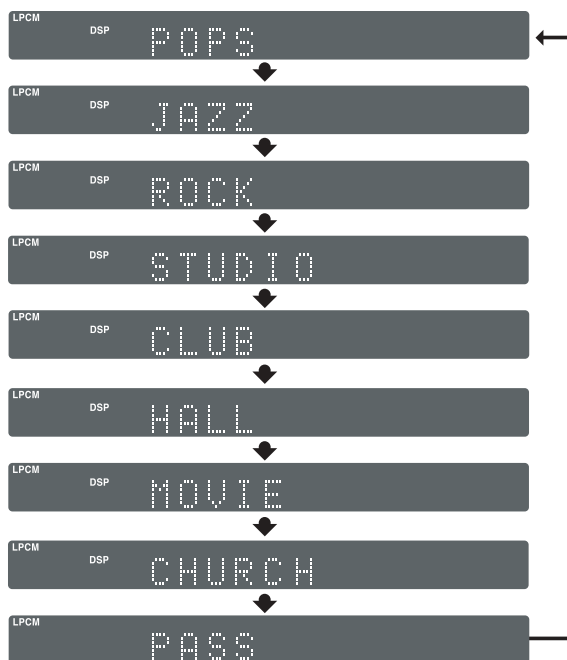 LPCM
DSP POPS
LPCM
DSP JAZZ
LPCM
DSP ROCK
LPCM
DSP STUDIO
LPCM
DSP CLUB
LPCM
DSP HALL
LPCM
DSP MOVIE
LPCM
DSP CHURCH
LPCM
PASS